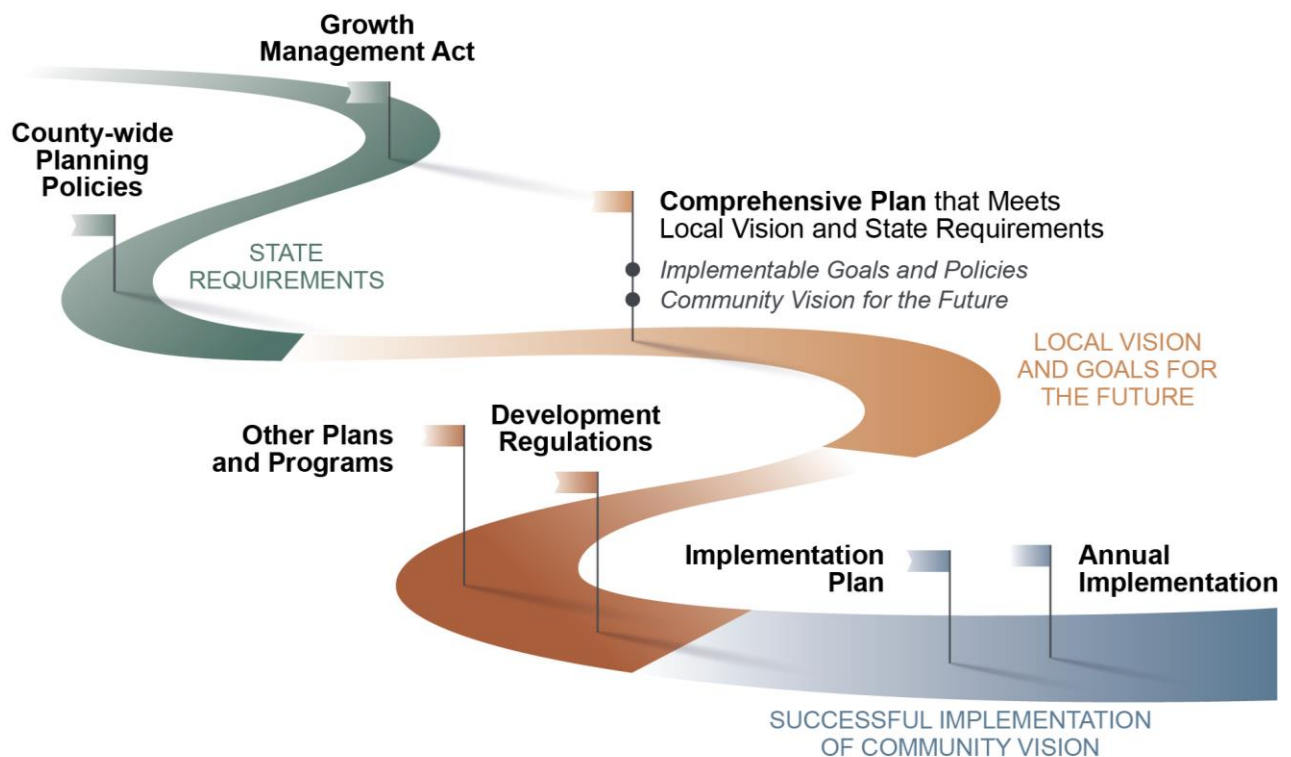 Growth
Management Act
County-wide
Planning
Policies
STATE
REQUIREMENTS
Comprehensive Plan that Meets
Local Vision and State Requirements
Implementable Goals and Policies
Community Vision for the Future
LOCAL VISION
AND GOALS FOR
THE FUTURE
Other Plans
and Programs
Development
Regulations
Implementation
Plan
Annual
Implementation
SUCCESSFUL IMPLEMENTATION
OF COMMUNITY VISION